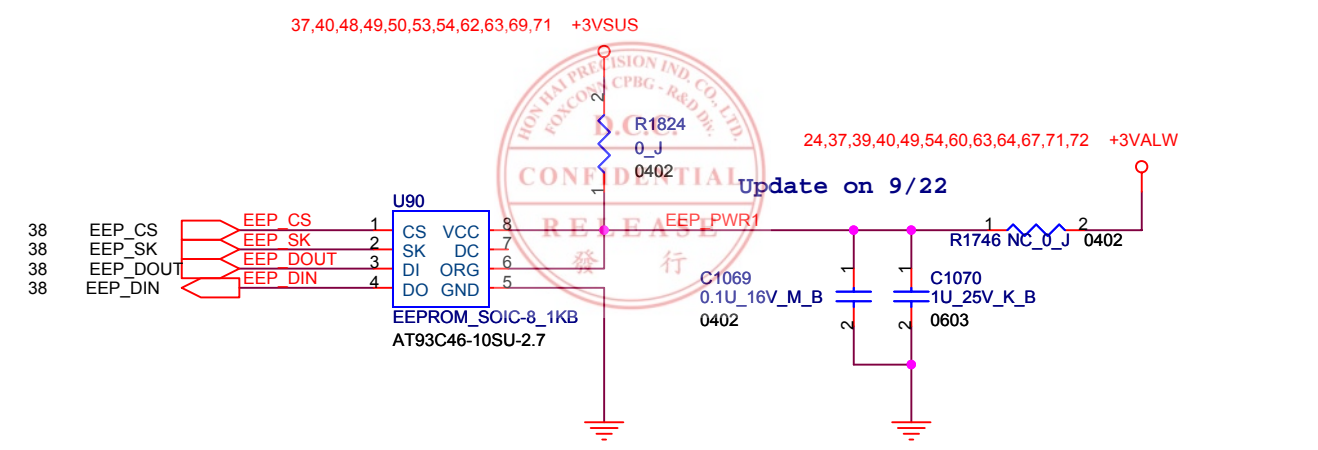 37,40,48,49,50,53,54,62,63,69,71 +3VSUS
HON HAI PRECISION IND. CO., LTD.
FOXCONN CPBG - R&D Div.
D.C.C.
CONFIDENTIAL
RELEASE
發 行
2
R1824
0_J
0402
1
24,37,39,40,49,54,60,63,64,67,71,72 +3VALW
Update on 9/22
U90
38 EEP_CS EEP_CS 1 CS VCC 8 EEP_PWR1 1 2
38 EEP_SK EEP_SK 2 SK DC 7 R1746 NC_0_J 0402
38 EEP_DOUT EEP_DOUT 3 DI ORG 6
38 EEP_DIN EEP_DIN 4 DO GND 5
EEPROM_SOIC-8_1KB
AT93C46-10SU-2.7
C1069
0.1U_16V_M_B
0402
1
2
C1070
1U_25V_K_B
0603
1
2